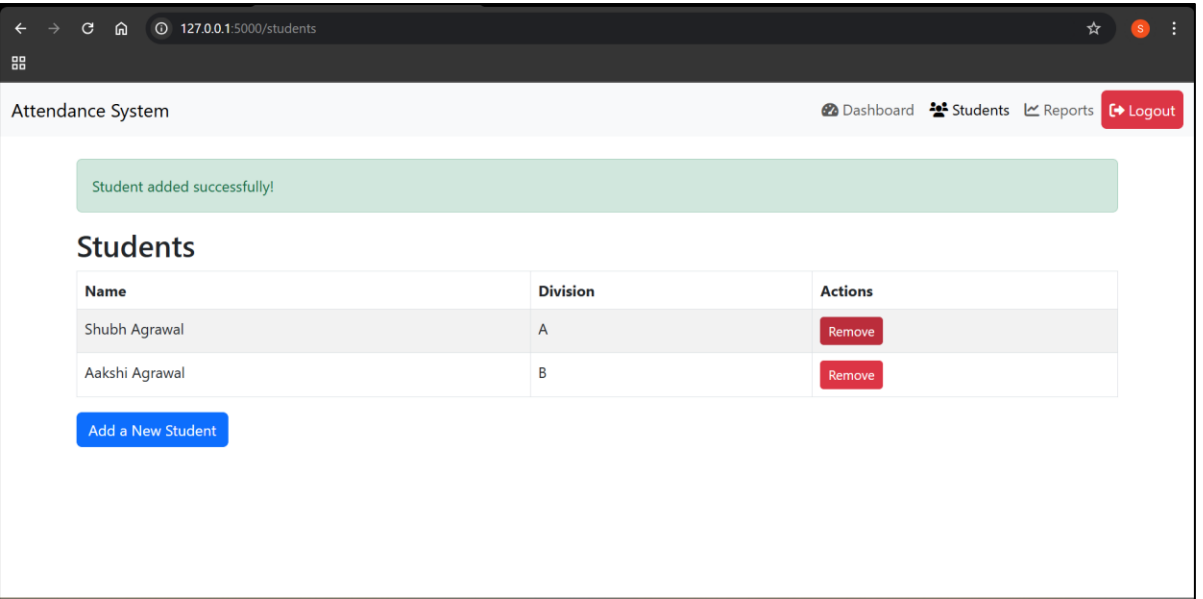 127.0.0.1:5000/students
S
Attendance System Dashboard Students Reports Logout
Student added successfully!
Students
Name Division Actions
Shubh Agrawal A Remove
Aakshi Agrawal B Remove
Add a New Student